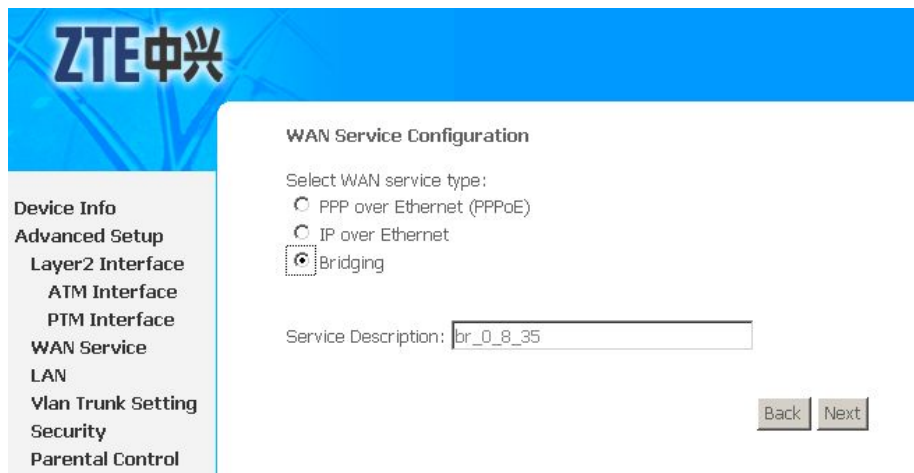 ZTE中兴
WAN Service Configuration
Select WAN service type:
PPP over Ethernet (PPPoE)
IP over Ethernet
Bridging
Service Description: br_0_8_35
Back Next
Device Info
Advanced Setup
Layer2 Interface
ATM Interface
PTM Interface
WAN Service
LAN
Vlan Trunk Setting
Security
Parental Control